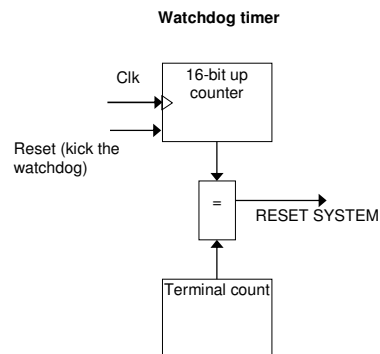 Watchdog timer
Clk
16-bit up
counter
Reset (kick the
watchdog)
=
RESET SYSTEM
Terminal count